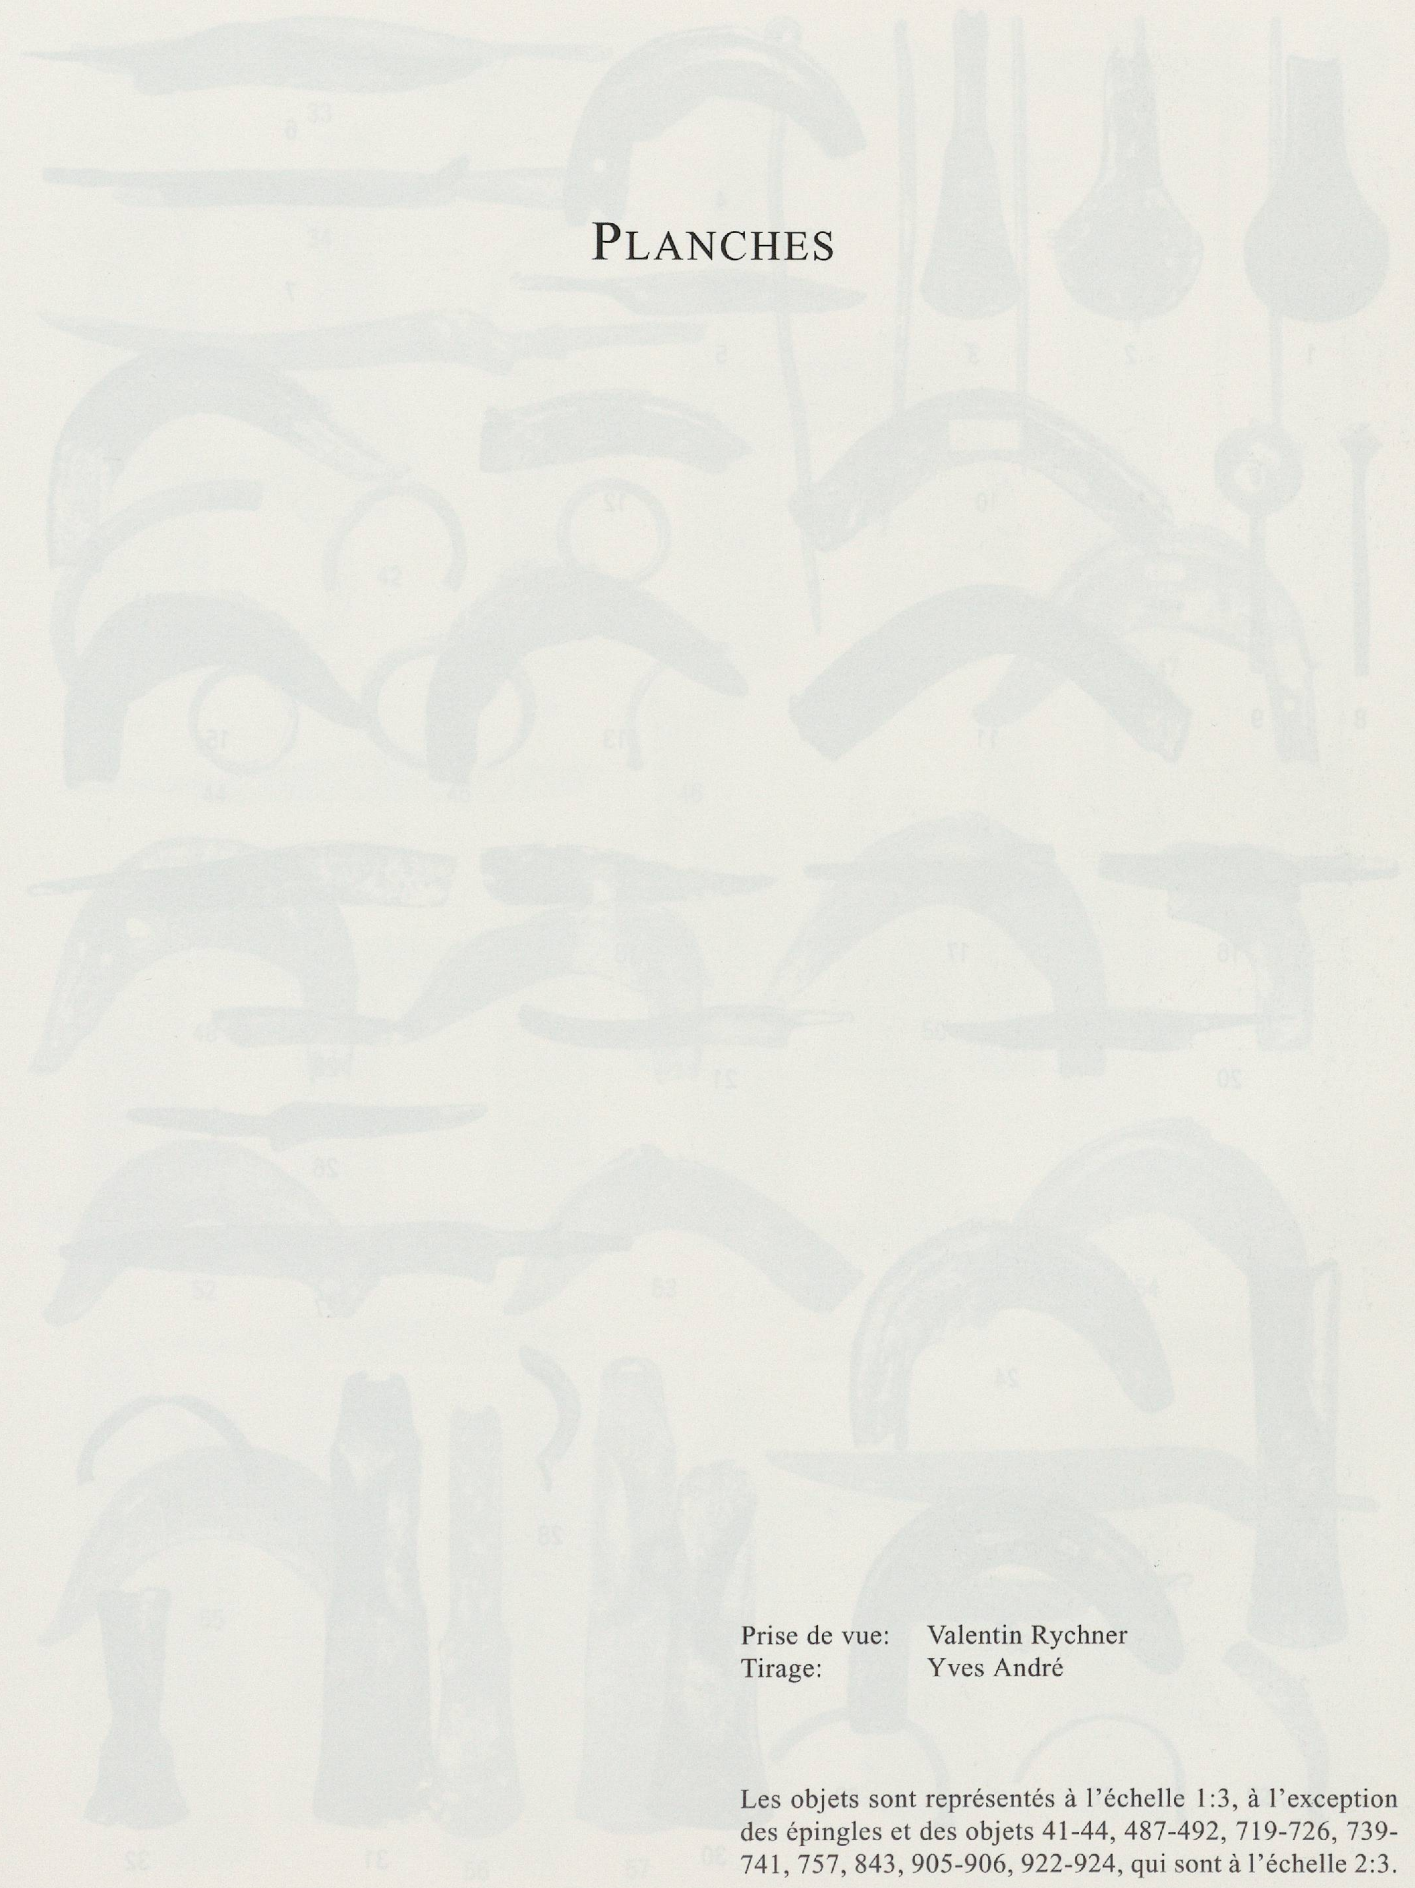 PLANCHES
Prise de vue: Valentin Rychner
Tirage: Yves André
Les objets sont représentés à l'échelle 1:3, à l'exception
des épingles et des objets 41-44, 487-492, 719-726, 739-
741, 757, 843, 905-906, 922-924, qui sont à l'échelle 2:3.